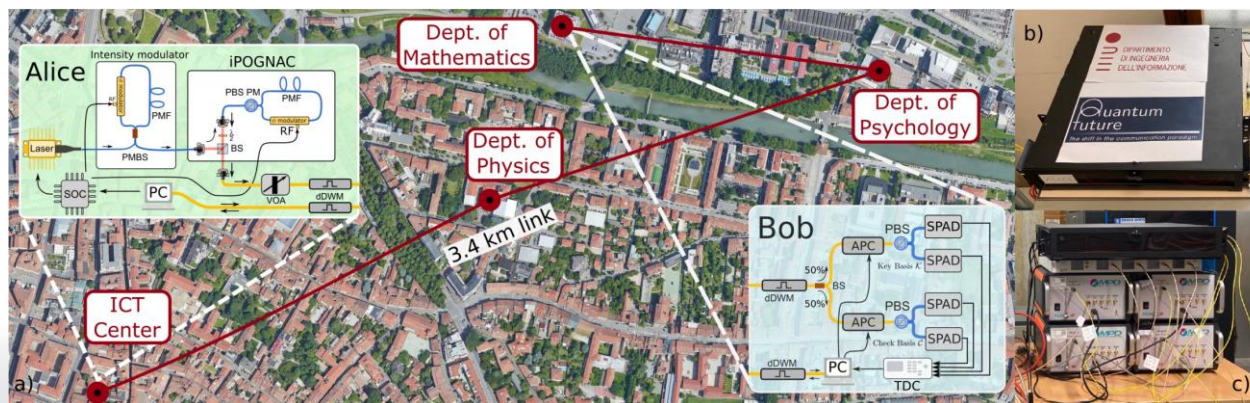 a)
Alice
Intensity modulator
PMF
PMBS
Laser
SOC
PC
iPOGNAC
PBS PM
PMF
RF
BS
VOA
dDWM
dDWM
Dept. of
Mathematics
Dept. of
Psychology
Dept. of
Physics
3.4 km link
ICT
Center
Bob
dDWM
50%
BS
50%
APC
PBS
Key Basis K
SPAD
SPAD
APC
PBS
Check Basis C
SPAD
SPAD
dDWM
PC
TDC
b)
DIPARTIMENTO
DI INGEGNERIA
DELL'INFORMAZIONE
Quantum
future
the shift in the communication paradigm
c)
MPD
MPD